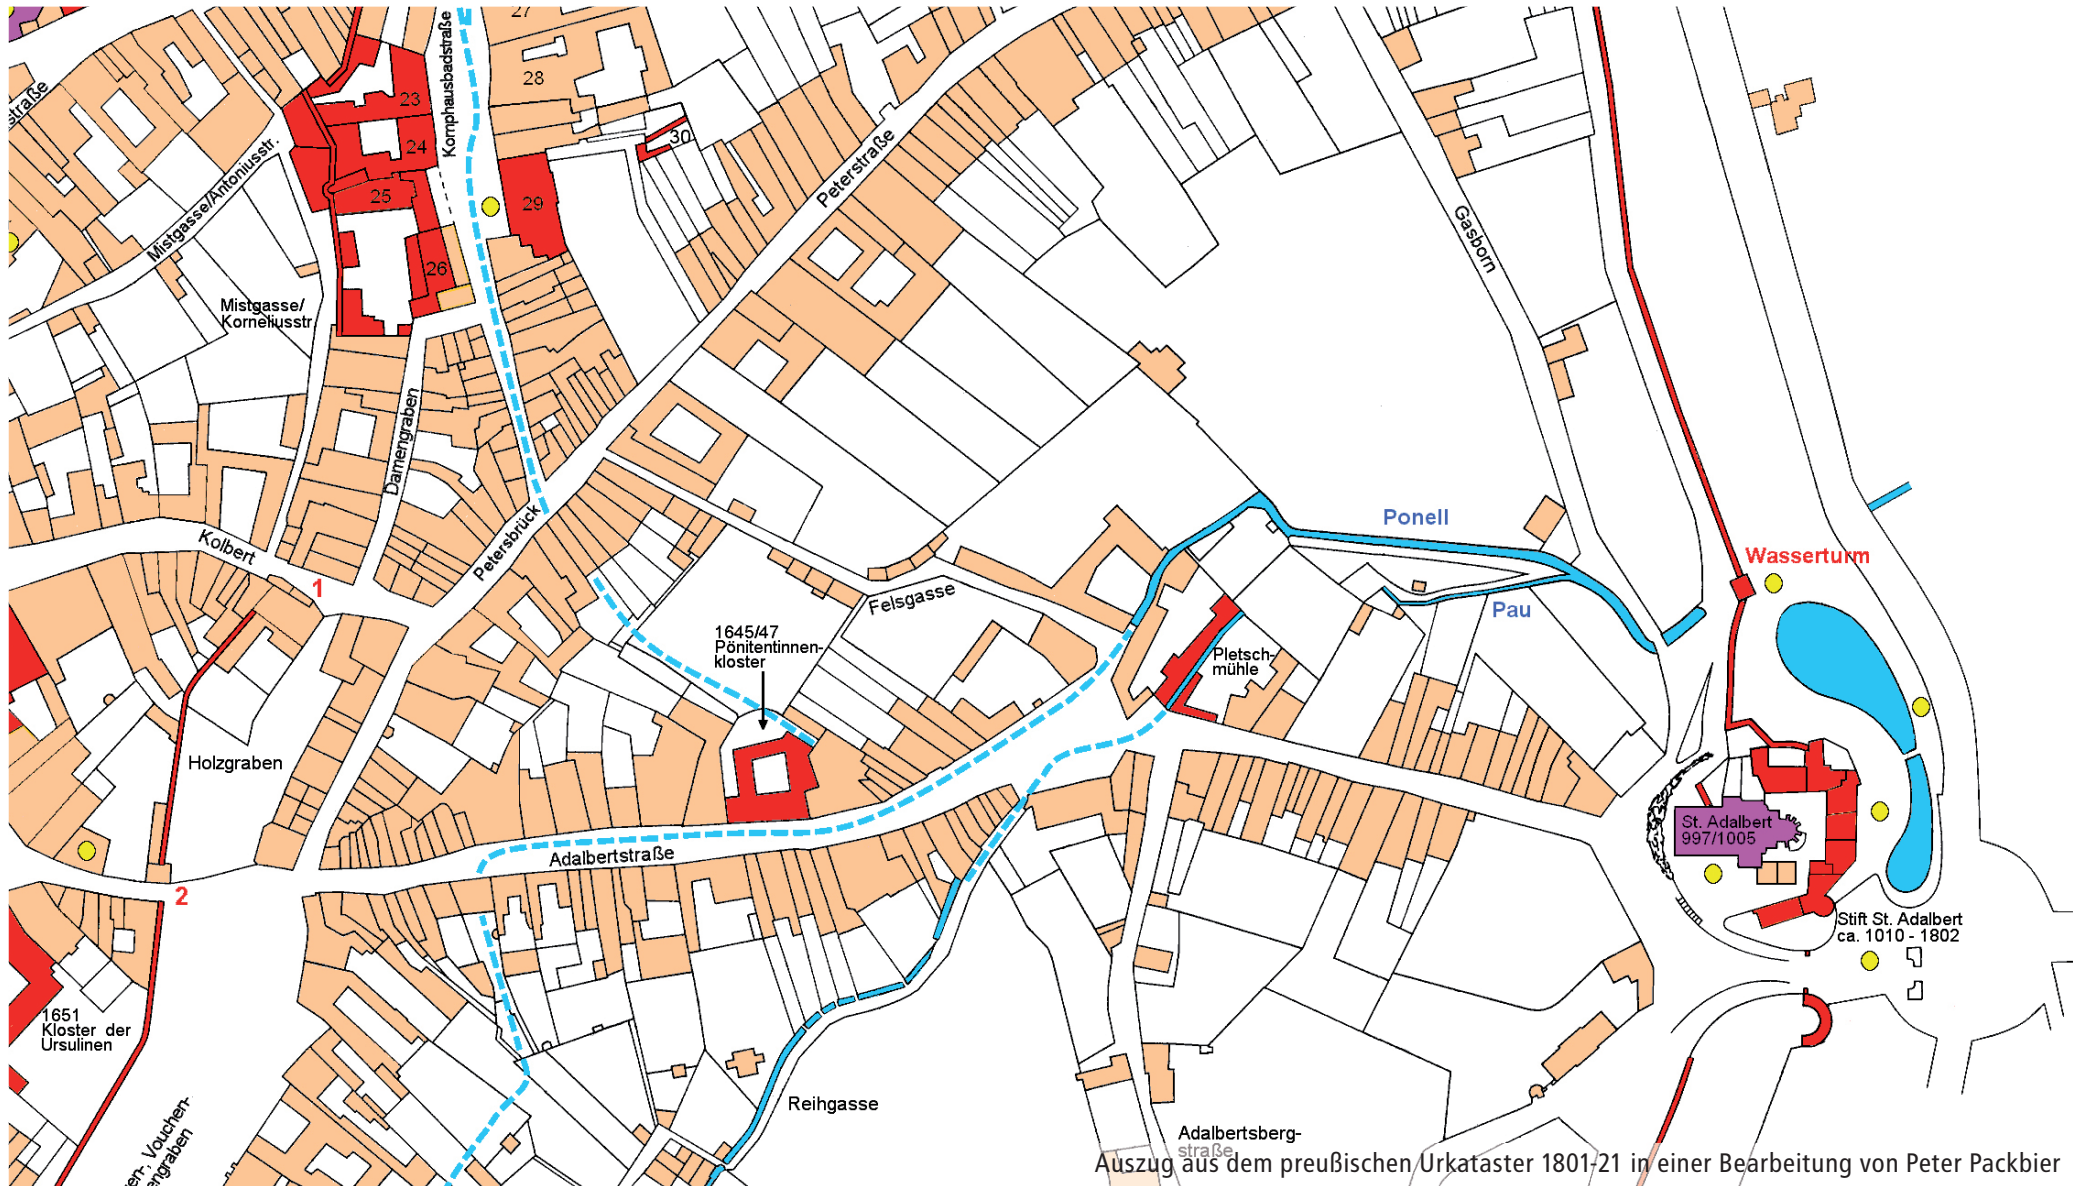 27
28
23
24
25
26
29
30
straße
Komphausbadstraße
Mistgasse/Antoniusstr.
Mistgasse/
Korneliusstr.
Peterstraße
Gasborn
Damengraben
Kolbert
1
Petersbrück
Felsgasse
Ponell
Pau
Wasserturm
1645/47
Pönitentinnen-
kloster
Pletsch-
mühle
Holzgraben
2
Adalbertstraße
St. Adalbert
997/1005
Stift St. Adalbert
ca. 1010 - 1802
1651
Kloster der
Ursulinen
Reihgasse
en-, Vouchen-
engraben
Adalbertsberg-
straße
Auszug aus dem preußischen Urkataster 1801-21 in einer Bearbeitung von Peter Packbier